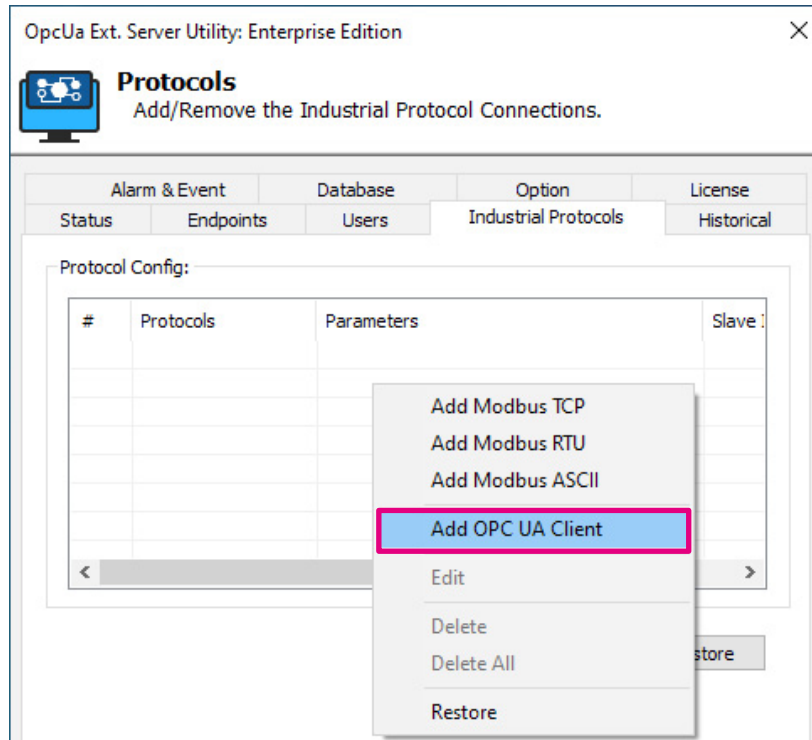 OpcUa Ext. Server Utility: Enterprise Edition
Protocols
Add/Remove the Industrial Protocol Connections.
Alarm & Event Database Option License
Status Endpoints Users Industrial Protocols Historical
Protocol Config:
# Protocols Parameters Slave
Add Modbus TCP
Add Modbus RTU
Add Modbus ASCII
Add OPC UA Client
Edit
Delete
Delete All
store
Restore